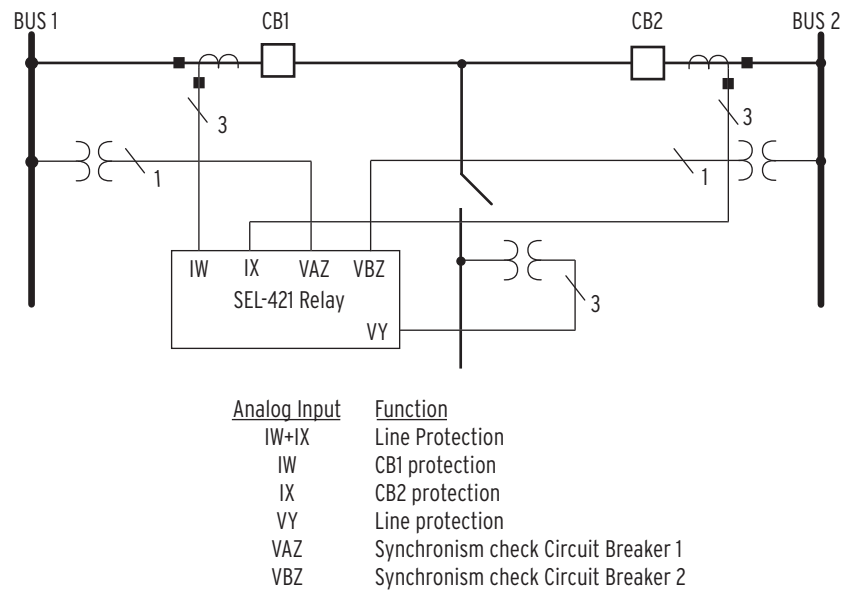 BUS 1 CB1 CB2 BUS 2
3 3
1 1
IW IX VAZ VBZ
SEL-421 Relay
3
VY
Analog Input Function
IW+IX Line Protection
IW CB1 protection
IX CB2 protection
VY Line protection
VAZ Synchronism check Circuit Breaker 1
VBZ Synchronism check Circuit Breaker 2